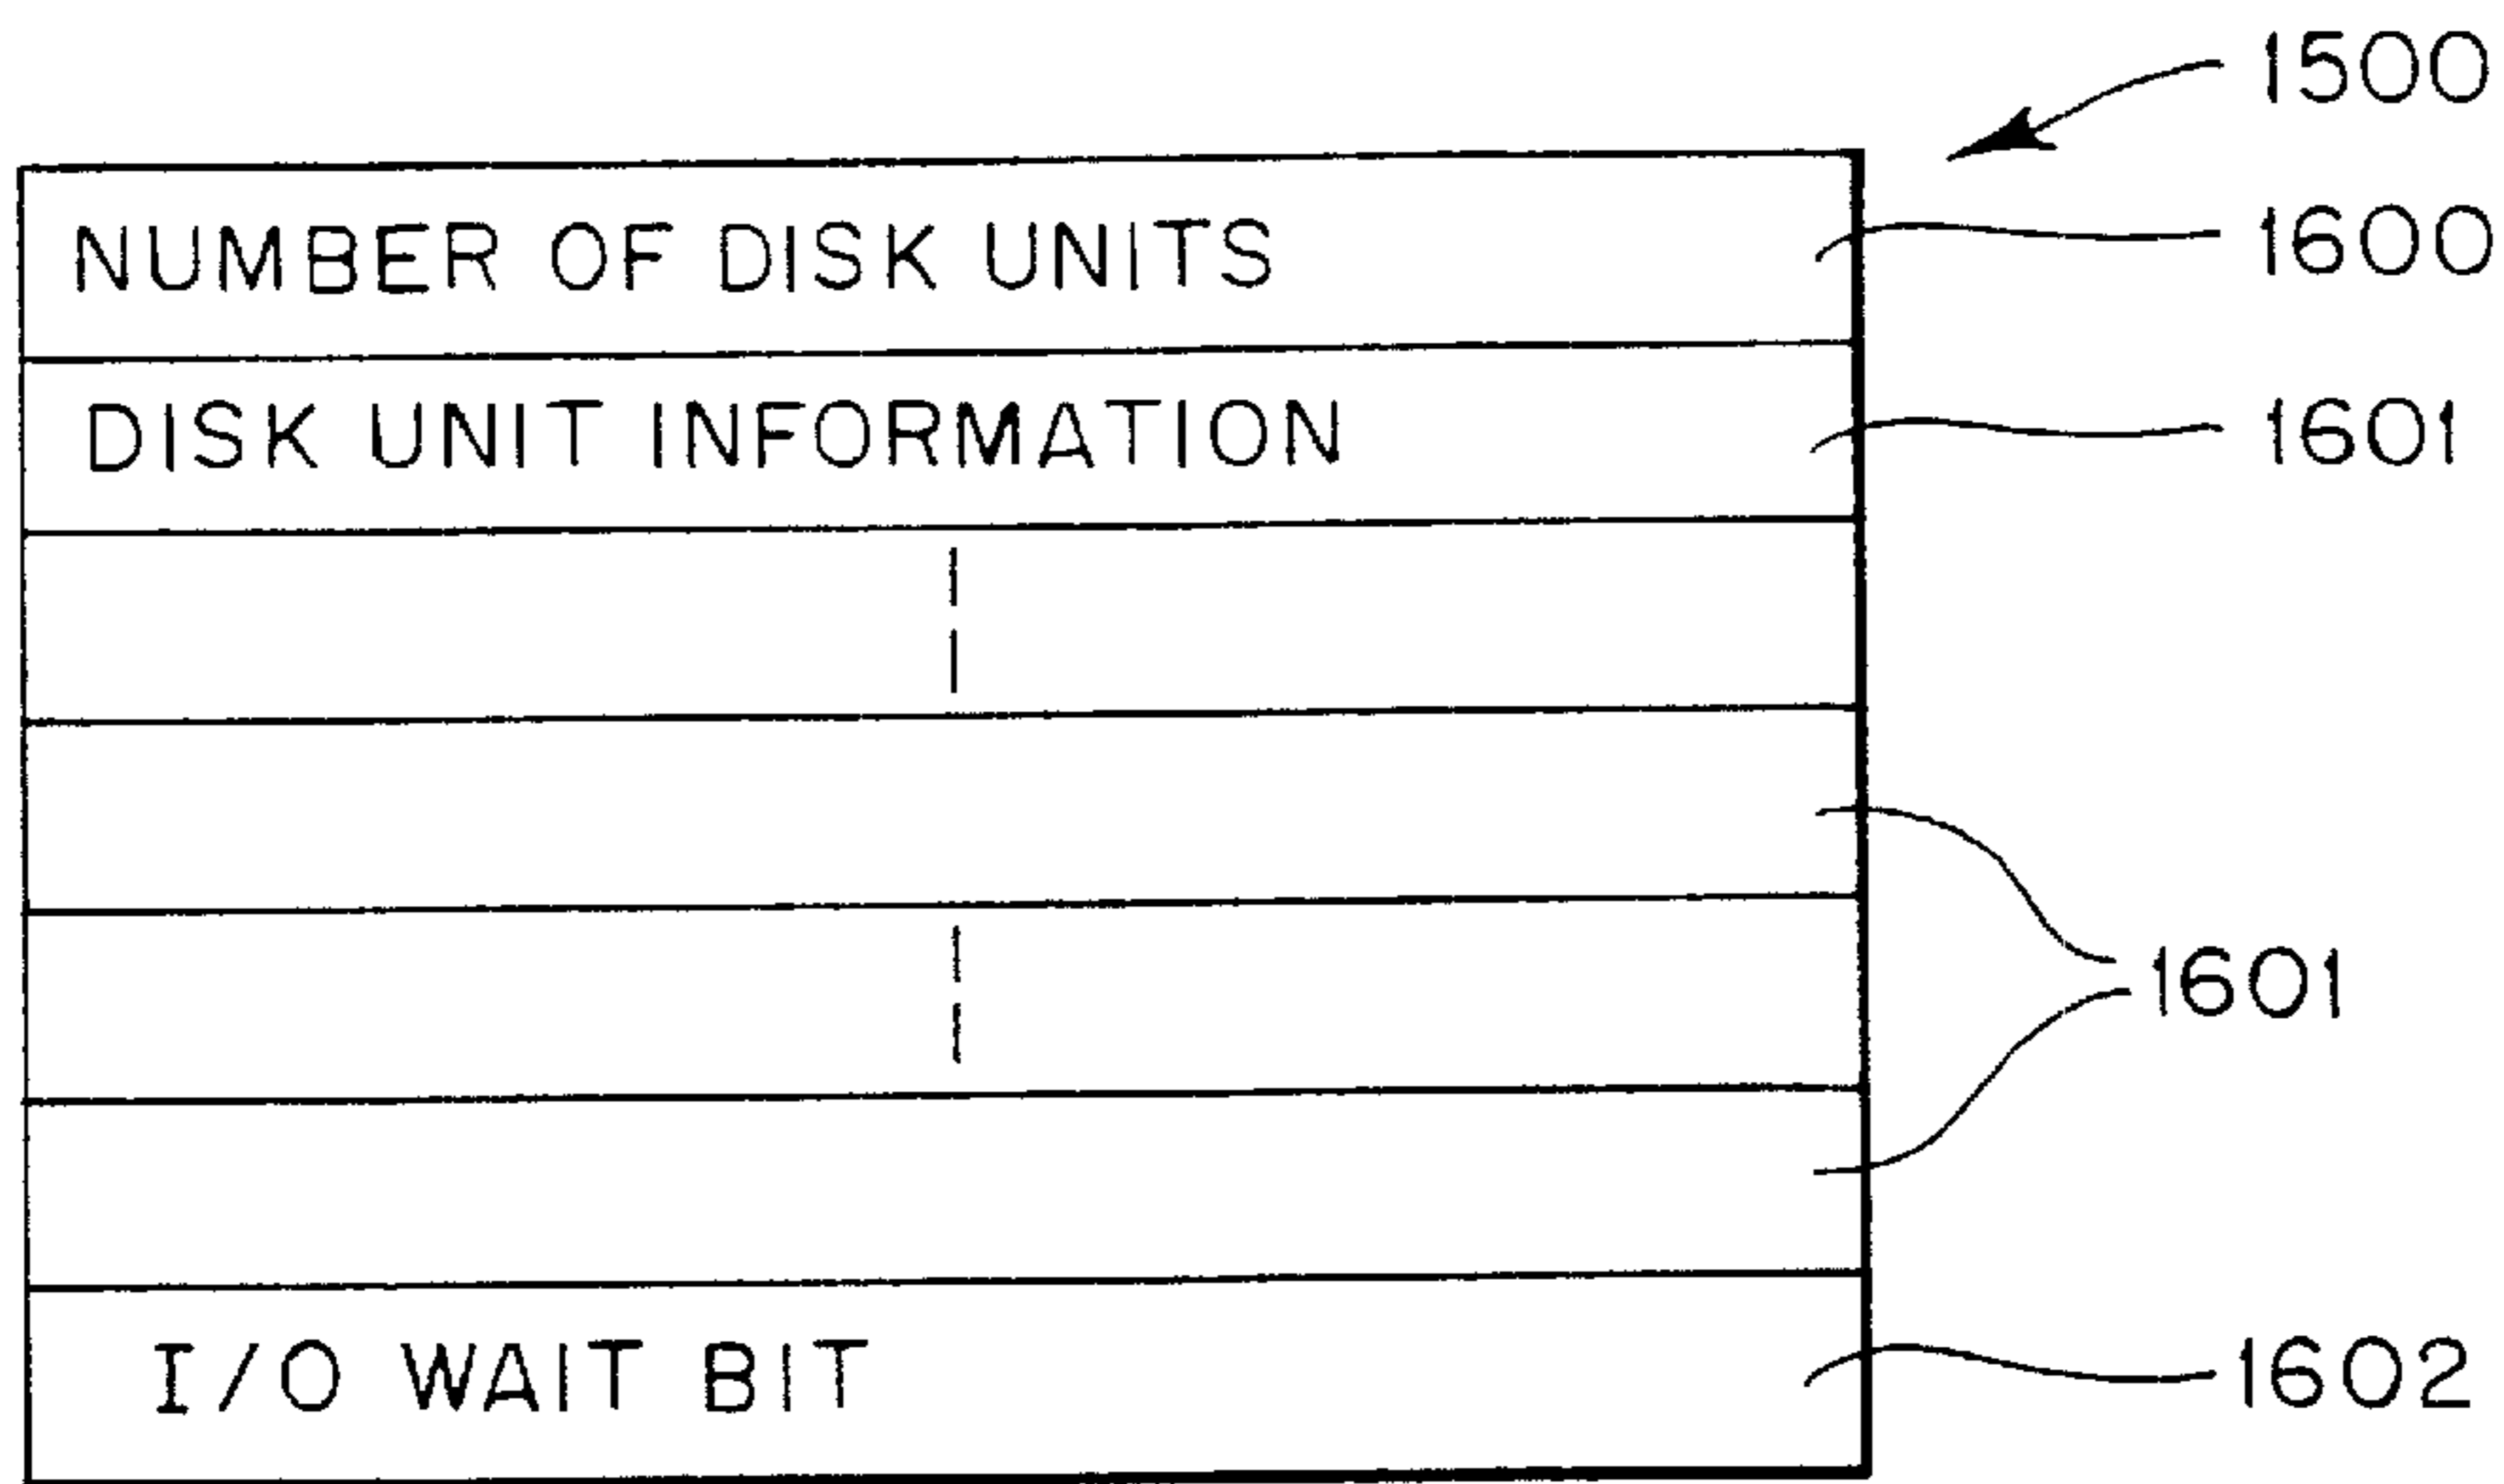 1500
NUMBER OF DISK UNITS 1600
DISK UNIT INFORMATION 1601
1601
I/O WAIT BIT 1602